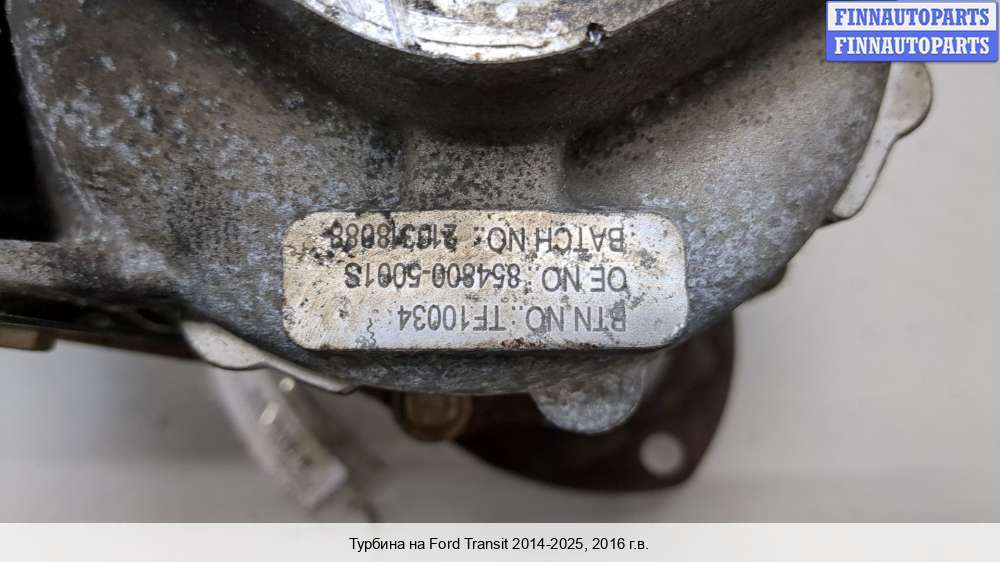 FINNAUTOPARTS
FINNAUTOPARTS
BTN NO.: TF10034
OE NO.: 854800-5001S
BATCH NO.:
Турбина на Ford Transit 2014-2025, 2016 г.в.